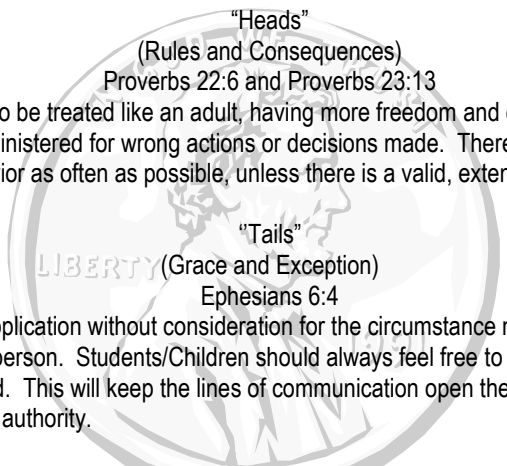 “Heads”
(Rules and Consequences)
Proverbs 22:6 and Proverbs 23:13
o be treated like an adult, having more freedom and
inistered for wrong actions or decisions made.  There
ior as often as possible, unless there is a valid,
‘’Tails”
LIBERTY
(Grace and Exception)
Ephesians 6:4
plication without consideration for the circumstance
person.  Students/Children should always feel free to
d.  This will keep the lines of communication open
authority.